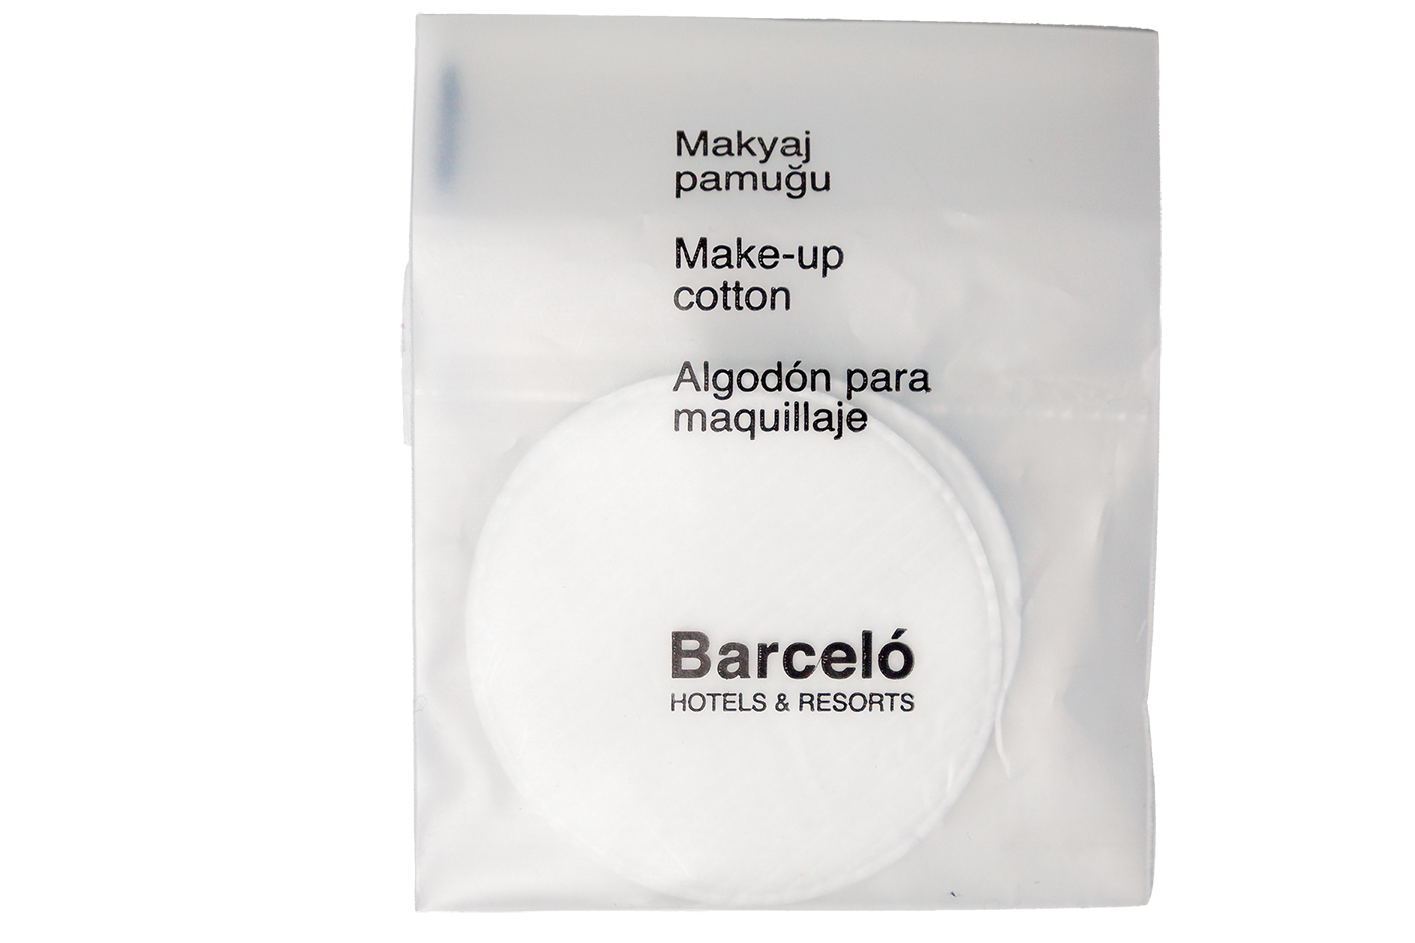 Makyaj
pamuğu
Make-up
cotton
Algodón para
maquillaje
Barceló
HOTELS & RESORTS